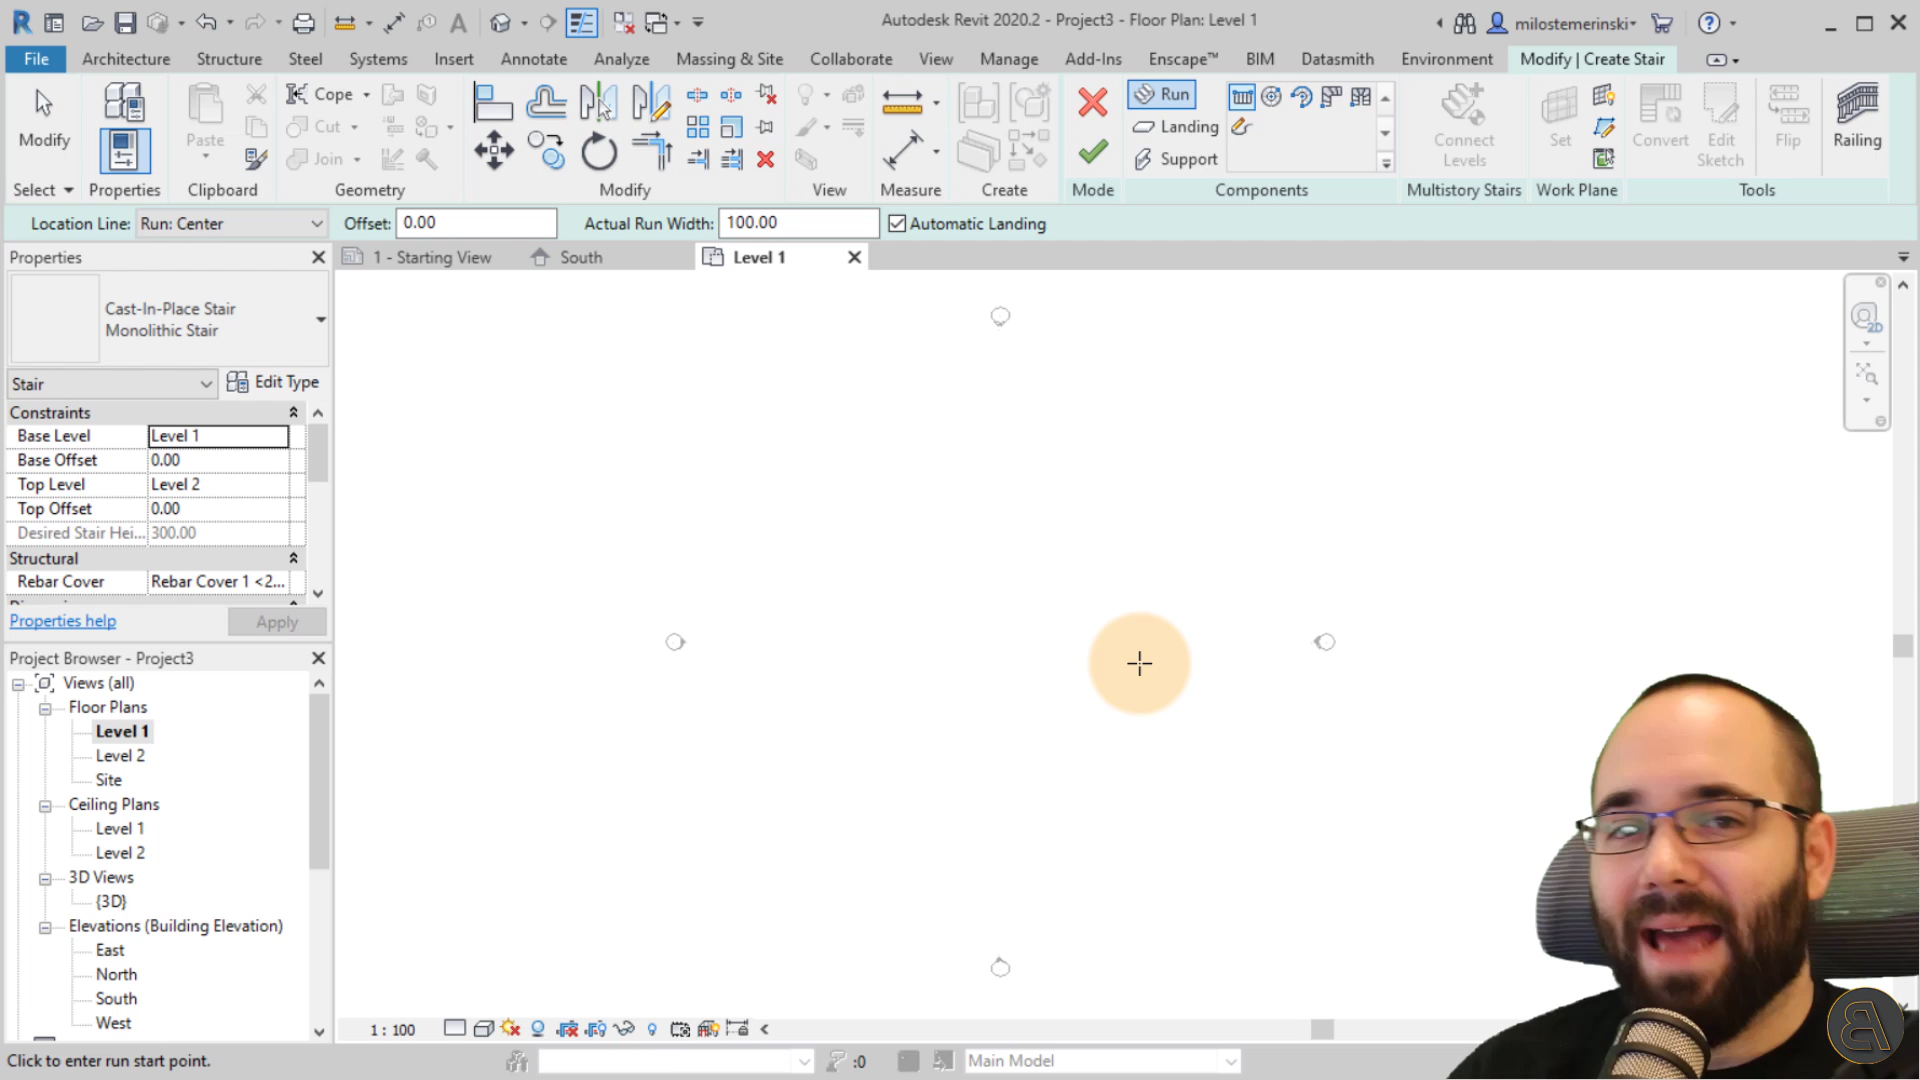 Autodesk Revit 2020.2 - Project3 - Floor Plan: Level 1
milostemerinski
File Architecture Structure Steel Systems Insert Annotate Analyze Massing & Site Collaborate View Manage Add-Ins Enscape™ BIM Datasmith Environment Modify | Create Stair
Modify
Paste
Cope
Cut
Join
Run
Landing
Support
Connect
Levels
Set
Convert
Edit
Sketch
Flip
Railing
Select Properties Clipboard Geometry Modify View Measure Create Mode Components Multistory Stairs Work Plane Tools
Location Line: Run: Center Offset: 0.00 Actual Run Width: 100.00 Automatic Landing
Properties
1 - Starting View South Level 1
2D
Cast-In-Place Stair
Monolithic Stair
Stair Edit Type
Constraints
Base Level Level 1
Base Offset 0.00
Top Level Level 2
Top Offset 0.00
Desired Stair Hei... 300.00
Structural
Rebar Cover Rebar Cover 1 <2...
Properties help Apply
Project Browser - Project3
Views (all)
Floor Plans
Level 1
Level 2
Site
Ceiling Plans
Level 1
Level 2
3D Views
{3D}
Elevations (Building Elevation)
East
North
South
West
1 : 100
Click to enter run start point.
:0
Main Model